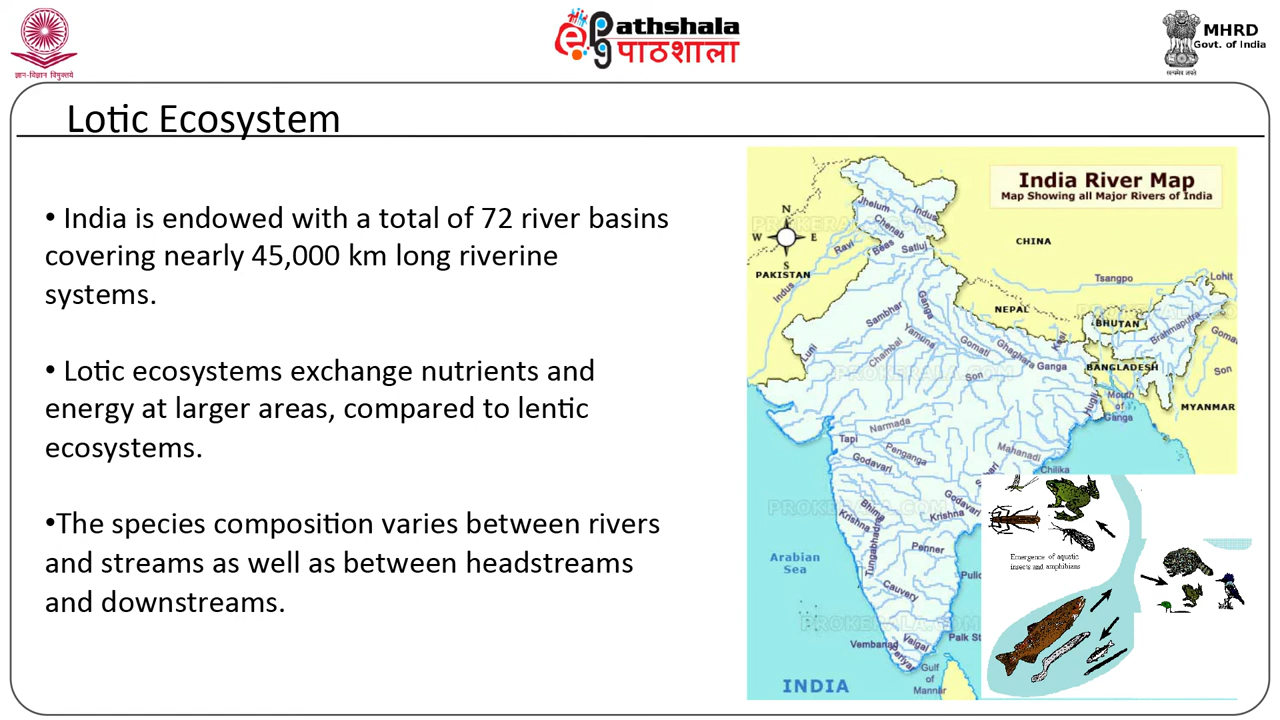 ज्ञान-विज्ञान विमुक्तये
ePathshala
पाठशाला
MHRD
Govt. of India
सत्यमेव जयते
Lotic Ecosystem
• India is endowed with a total of 72 river basins
covering nearly 45,000 km long riverine
systems.
• Lotic ecosystems exchange nutrients and
energy at larger areas, compared to lentic
ecosystems.
•The species composition varies between rivers
and streams as well as between headstreams
and downstreams.
India River Map
Map Showing all Major Rivers of India
N
W E
S
Jhelum
Indus
Chenab
Ravi
Beas
Satluj
CHINA
PAKISTAN
Indus
Tsangpo
Lohit
Ganga
NEPAL
BHUTAN
Brahmaputra
Sambhar
Luni
Chambal
Yamuna
Gomati
Ghaghara
Kosi
Ganga
Son
BANGLADESH
Son
Hugli
Mouth
of
Ganga
MYANMAR
Narmada
Tapi
Penganga
Godavari
Mahanadi
Chilika
Godavari
Bhima
Krishna
Krishna
Tungabhadra
Penner
Arabian
Sea
Cauvery
Vembanad
Vaigai
Palk St
Gulf
of
Mannar
INDIA
PROKERALA.COM
Emergence of aquatic
insects and amphibians